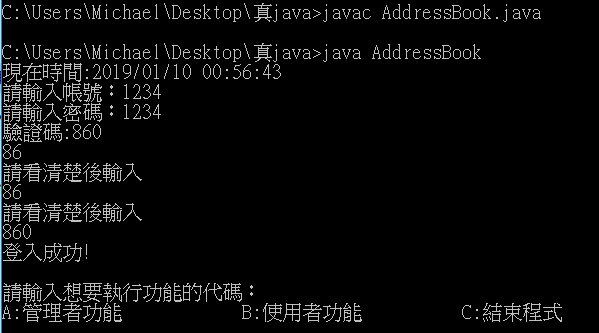 C:\Users\Michael\Desktop\真java>javac AddressBook.java
C:\Users\Michael\Desktop\真java>java AddressBook
現在時間:2019/01/10 00:56:43
請輸入帳號：1234
請輸入密碼：1234
驗證碼:860
86
請看清楚後輸入
86
請看清楚後輸入
860
登入成功!
請輸入想要執行功能的代碼：
A:管理者功能 B:使用者功能 C:結束程式